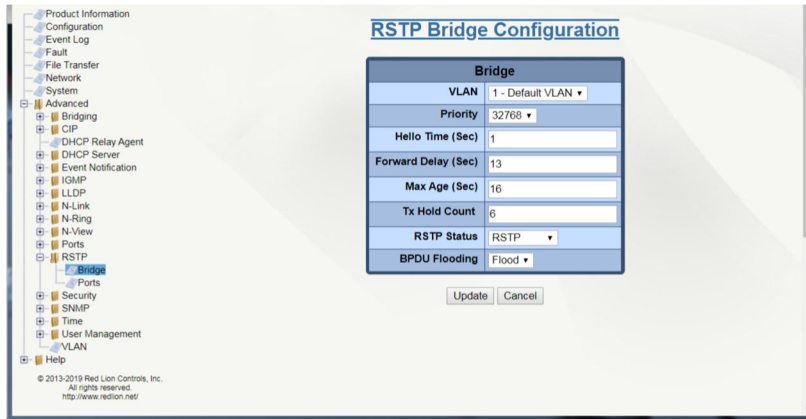 Product Information
Configuration
Event Log
Fault
File Transfer
Network
System
Advanced
Bridging
CIP
DHCP Relay Agent
DHCP Server
Event Notification
IGMP
LLDP
N-Link
N-Ring
N-View
Ports
RSTP
Bridge
Ports
Security
SNMP
Time
User Management
VLAN
Help
© 2013-2019 Red Lion Controls, Inc.
All rights reserved.
http://www.redlion.net/
RSTP Bridge Configuration
Bridge
VLAN 1 - Default VLAN
Priority 32768
Hello Time (Sec) 1
Forward Delay (Sec) 13
Max Age (Sec) 16
Tx Hold Count 6
RSTP Status RSTP
BPDU Flooding Flood
Update Cancel